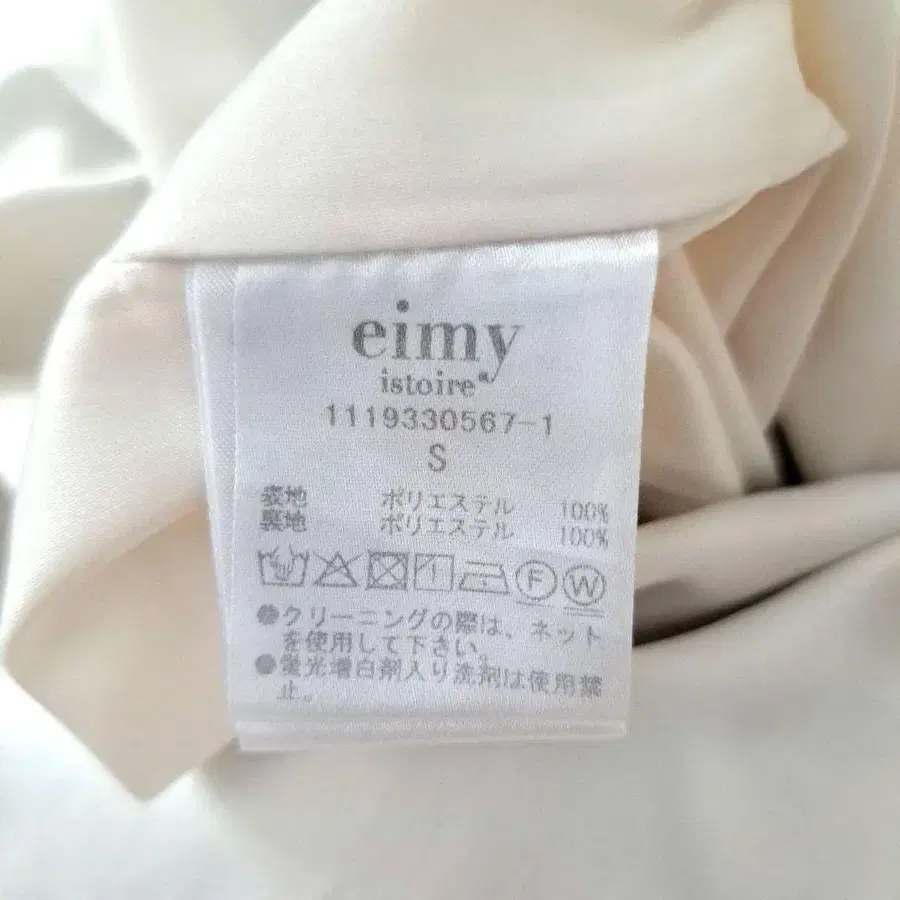 eimy
istoire®
1119330567-1
S
表地 ポリエステル 100%
裏地 ポリエステル 100%
F W
●クリーニングの際は、ネット
を使用して下さい。
●蛍光増白剤入り洗剤は使用禁
止。